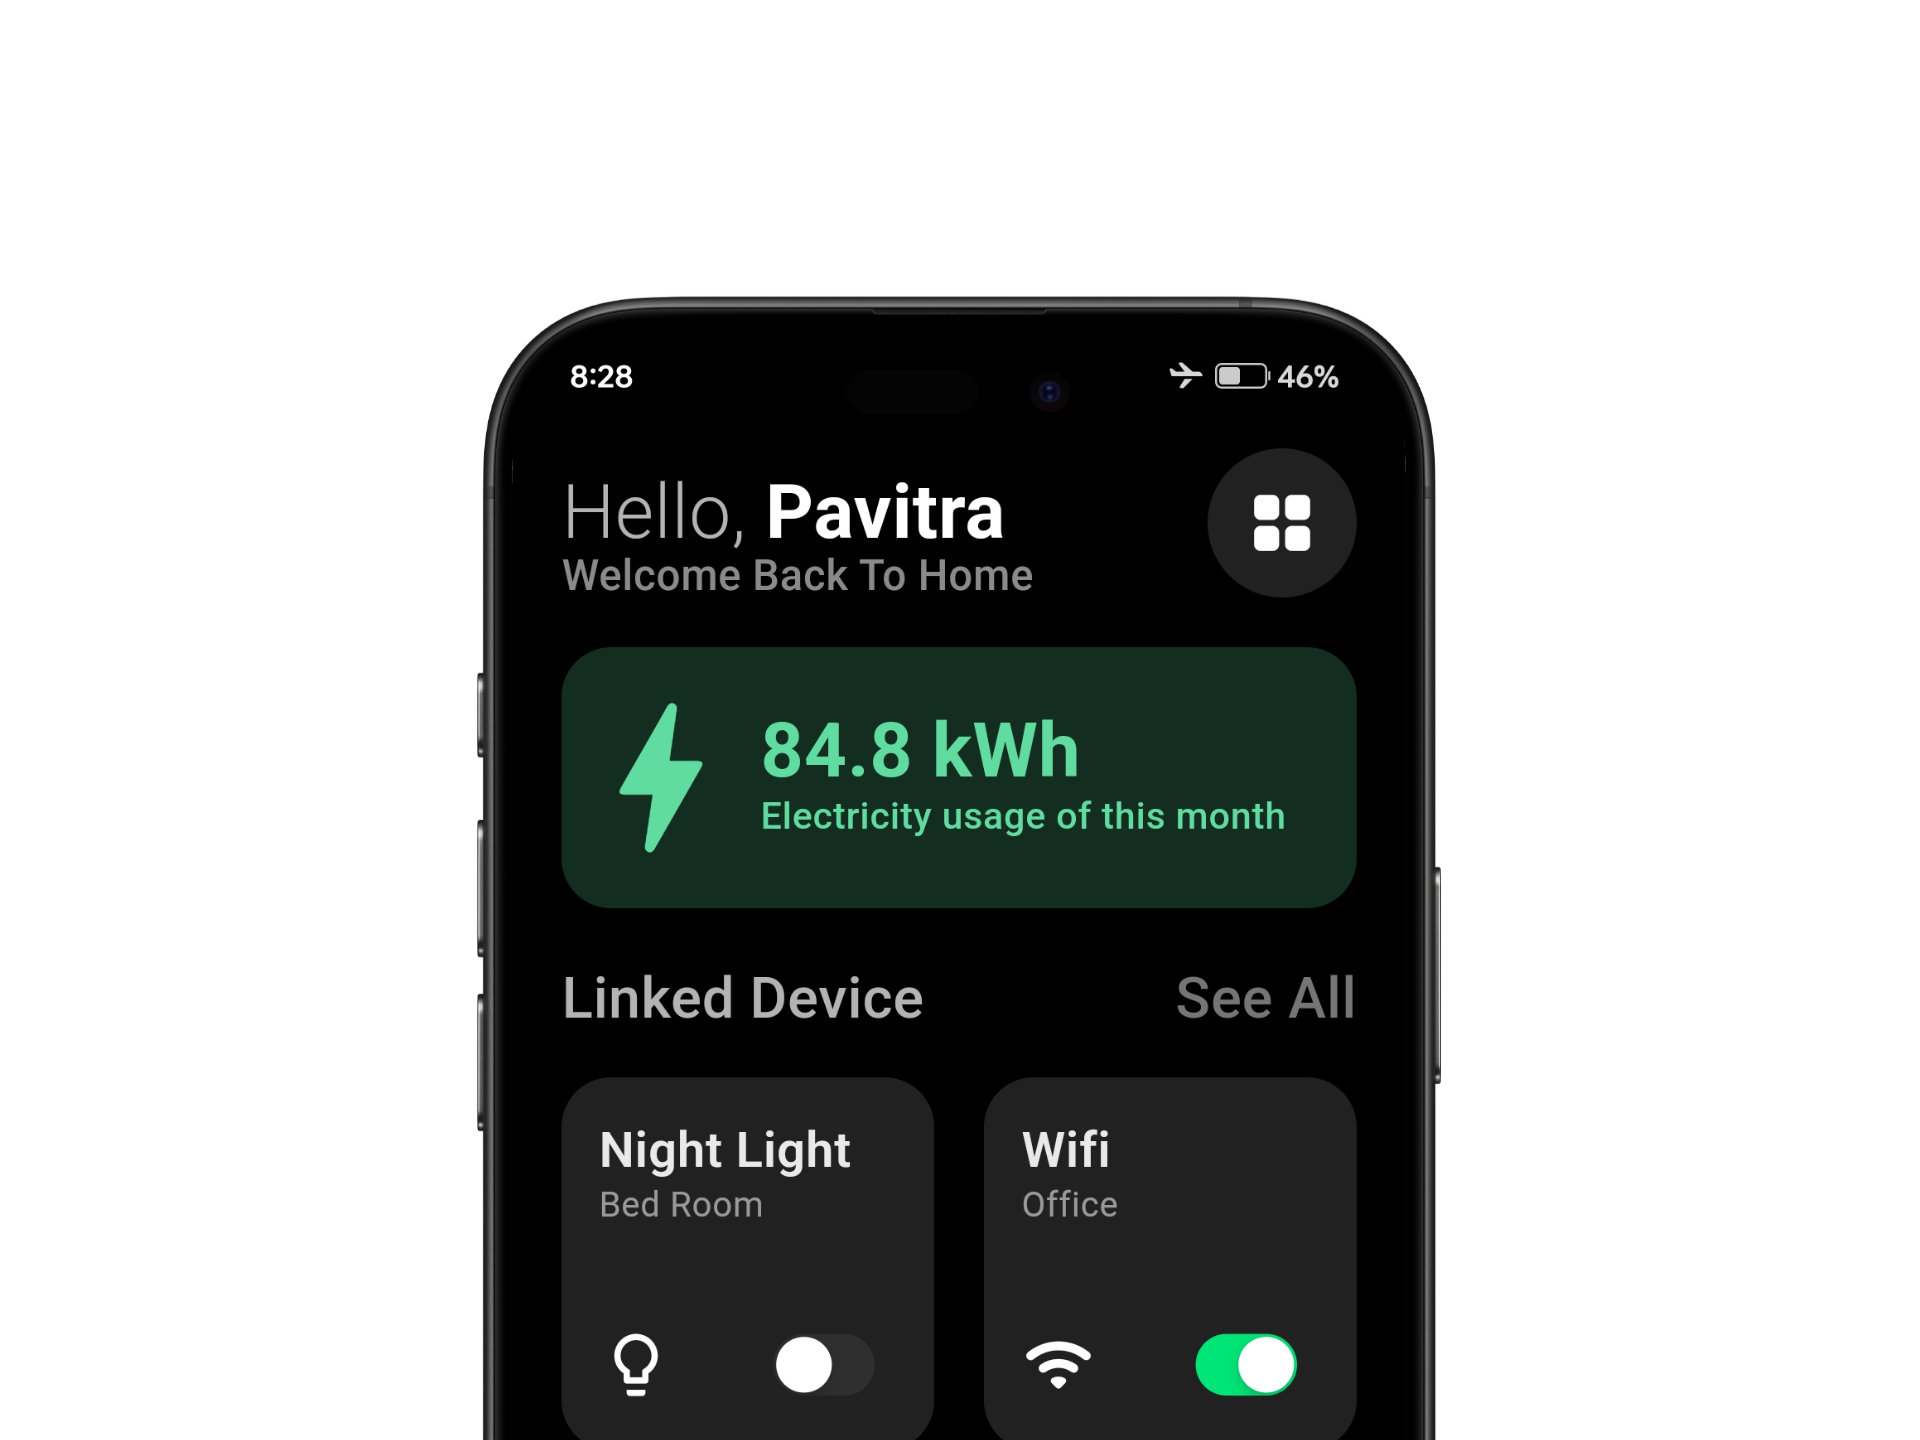 8:28
46%
Hello, Pavitra
Welcome Back To Home
84.8 kWh
Electricity usage of this month
Linked Device
See All
Night Light
Bed Room
Wifi
Office